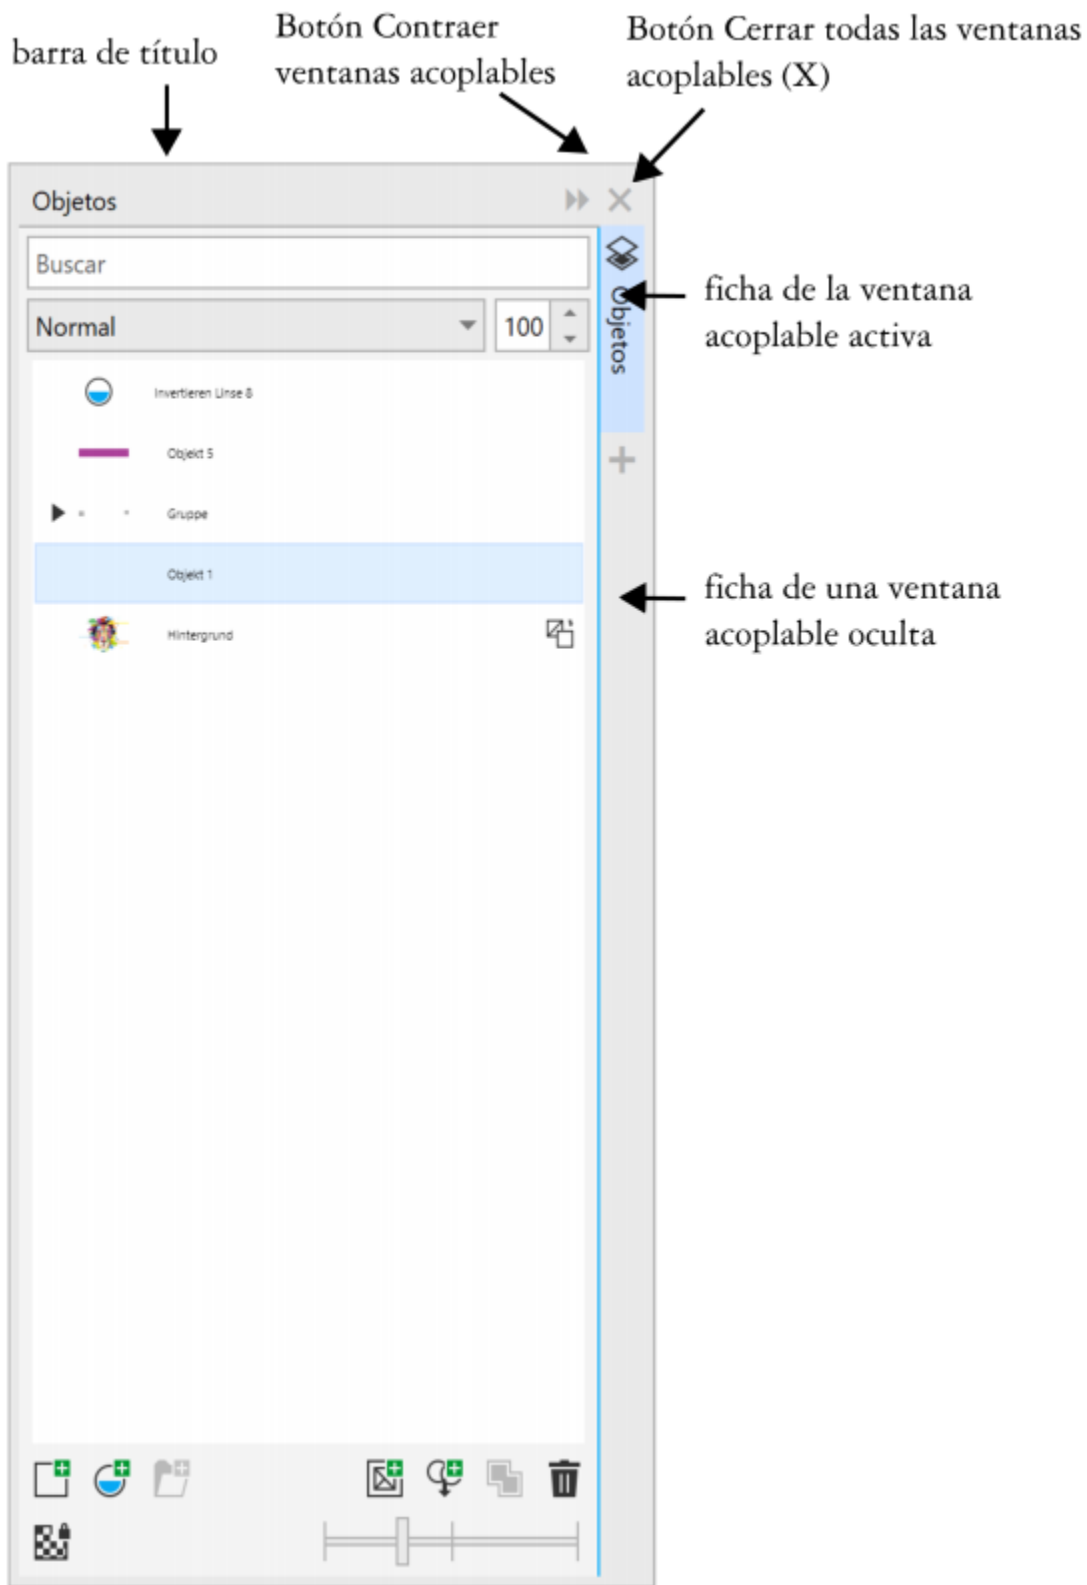 barra de título
Botón Contraer
ventanas acoplables
Botón Cerrar todas las ventanas
acoplables (X)
Objetos
Buscar
Normal
100
Objetos
ficha de la ventana
acoplable activa
Invertieren Linse 8
Objekt 5
Gruppe
Objekt 1
Hintergrund
ficha de una ventana
acoplable oculta